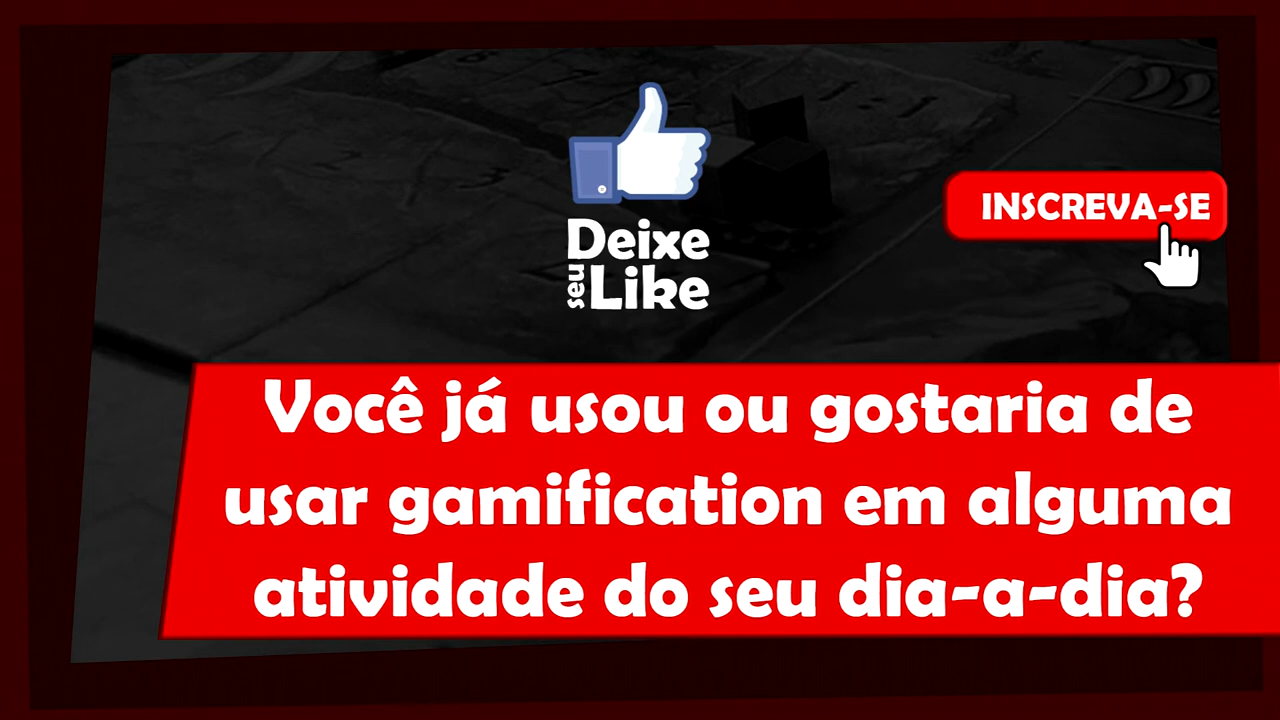 Deixe
seu Like
INSCREVA-SE
Você já usou ou gostaria de
usar gamification em alguma
atividade do seu dia-a-dia?